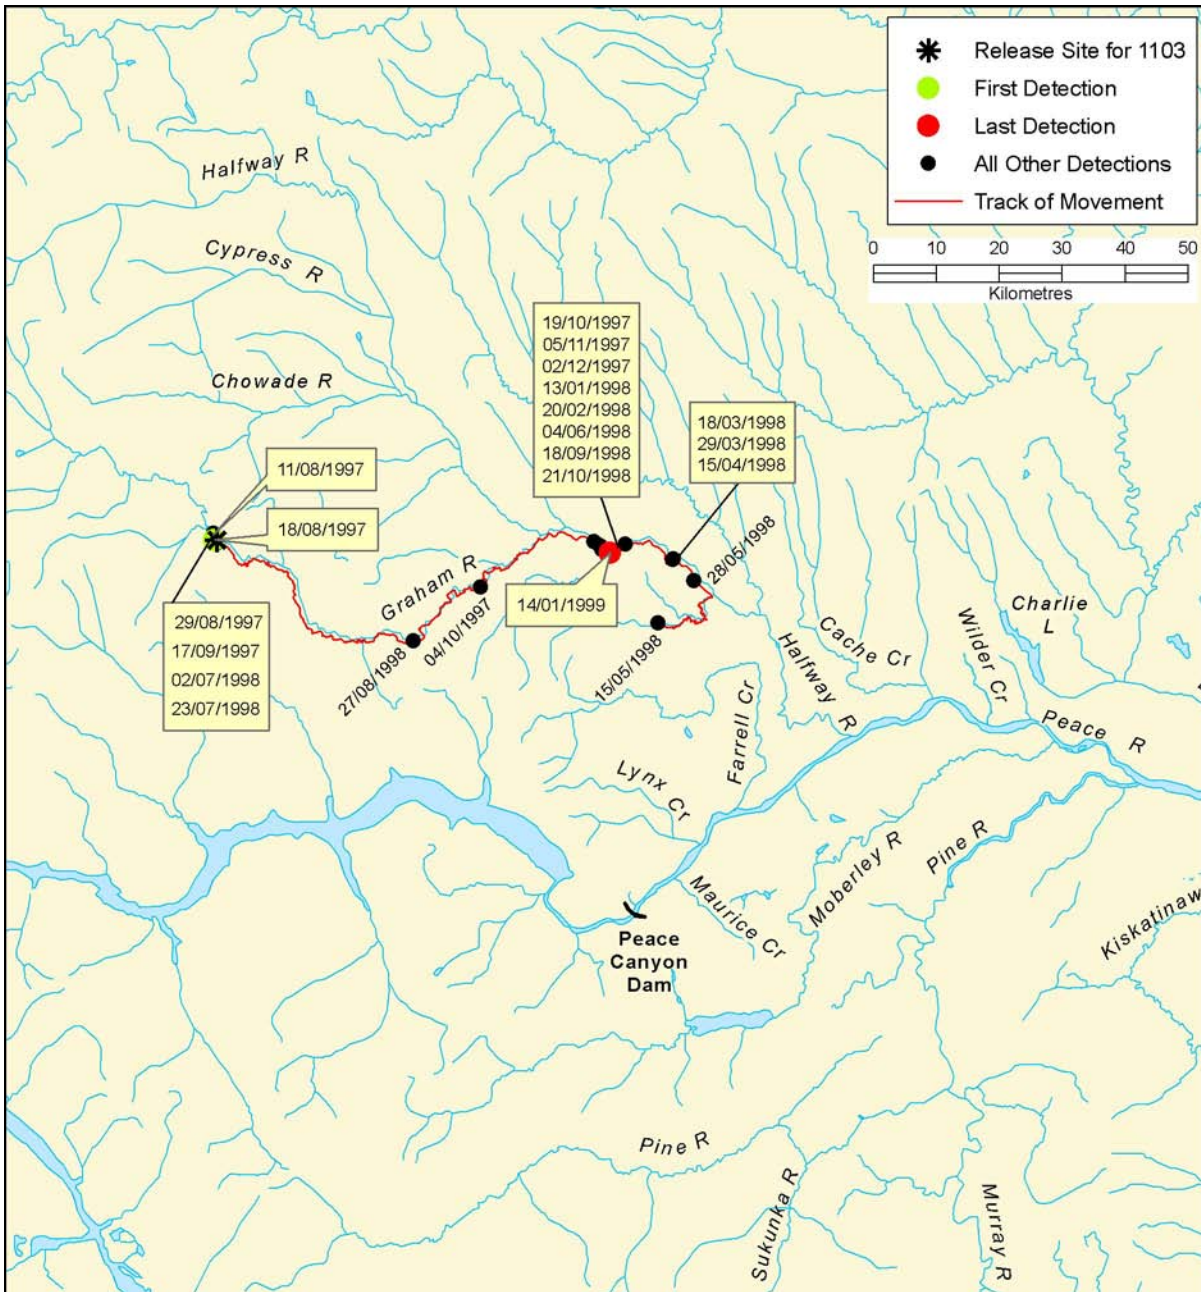 Release Site for 1103
First Detection
Last Detection
All Other Detections
Track of Movement
0 10 20 30 40 50
Kilometres
Halfway R
Cypress R
Chowade R
19/10/1997
05/11/1997
02/12/1997
13/01/1998
20/02/1998
04/06/1998
18/09/1998
21/10/1998
18/03/1998
29/03/1998
15/04/1998
11/08/1997
18/08/1997
29/08/1997
17/09/1997
02/07/1998
23/07/1998
Graham R
14/01/1999
28/05/1998
04/10/1997
27/08/1998
15/05/1998
Charlie
L
Cache Cr
Wilder Cr
Halfway R
Farrell Cr
Peace R
Lynx Cr
Pine R
Moberley R
Maurice Cr
Kiskatinaw
Peace
Canyon
Dam
Pine R
Sukunka R
Murray R